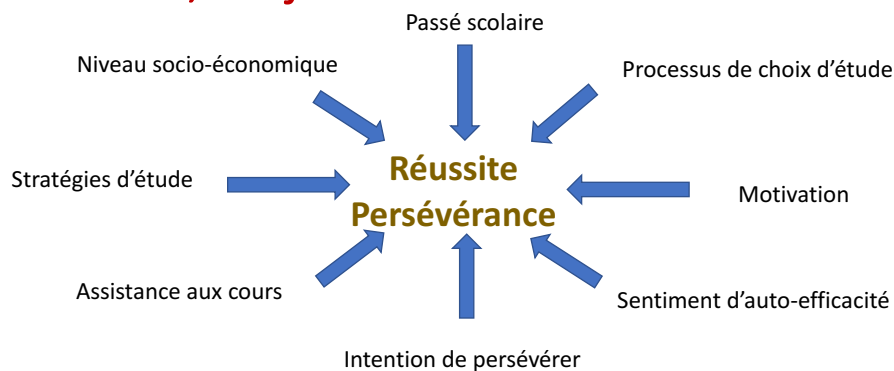 Passé scolaire
Niveau socio-économique
Processus de choix d'étude
Réussite
Persévérance
Stratégies d'étude
Motivation
Assistance aux cours
Sentiment d'auto-efficacité
Intention de persévérer